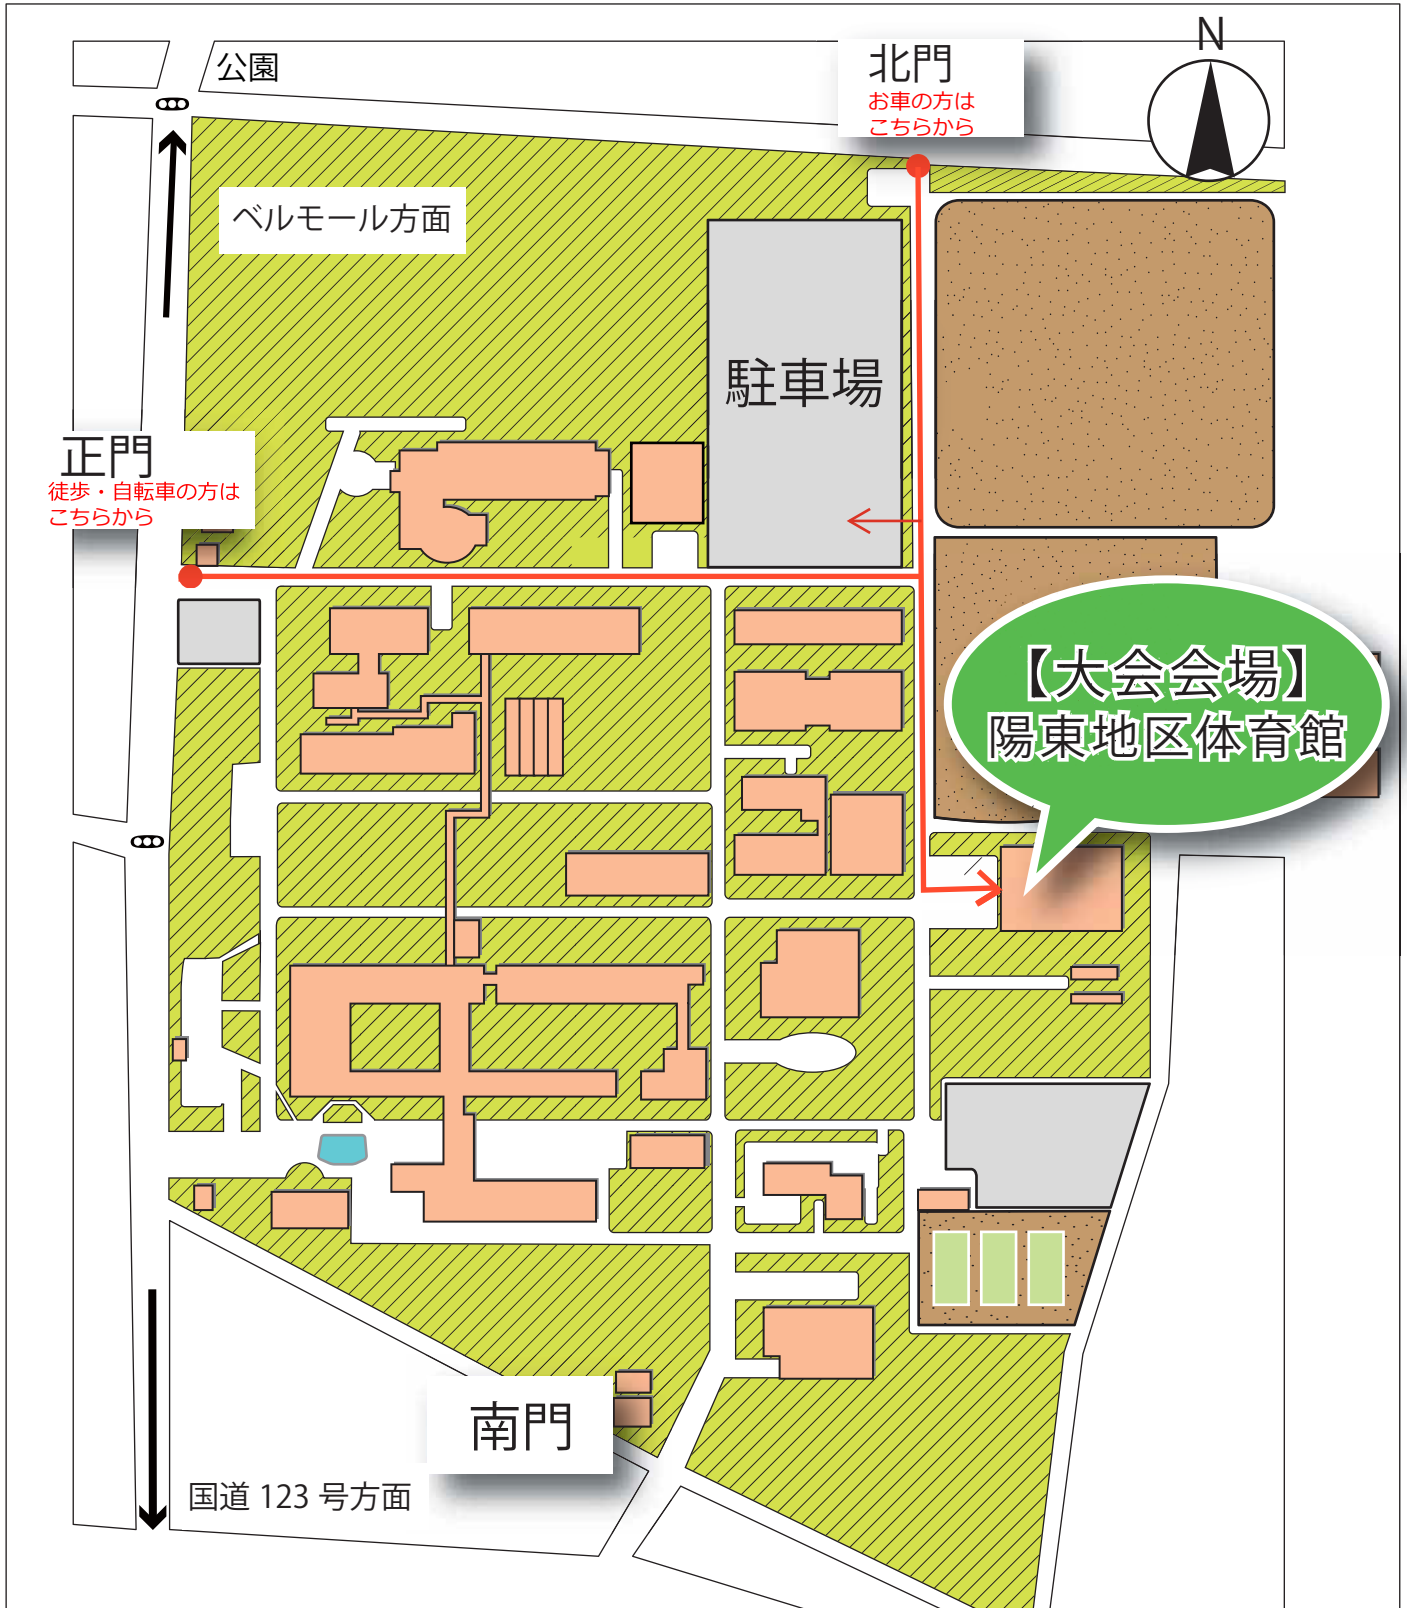 公園
北門
お車の方は
こちらから
N
ベルモール方面
駐車場
正門
徒歩・自転車の方は
こちらから
【大会会場】
陽東地区体育館
南門
国道 123 号方面